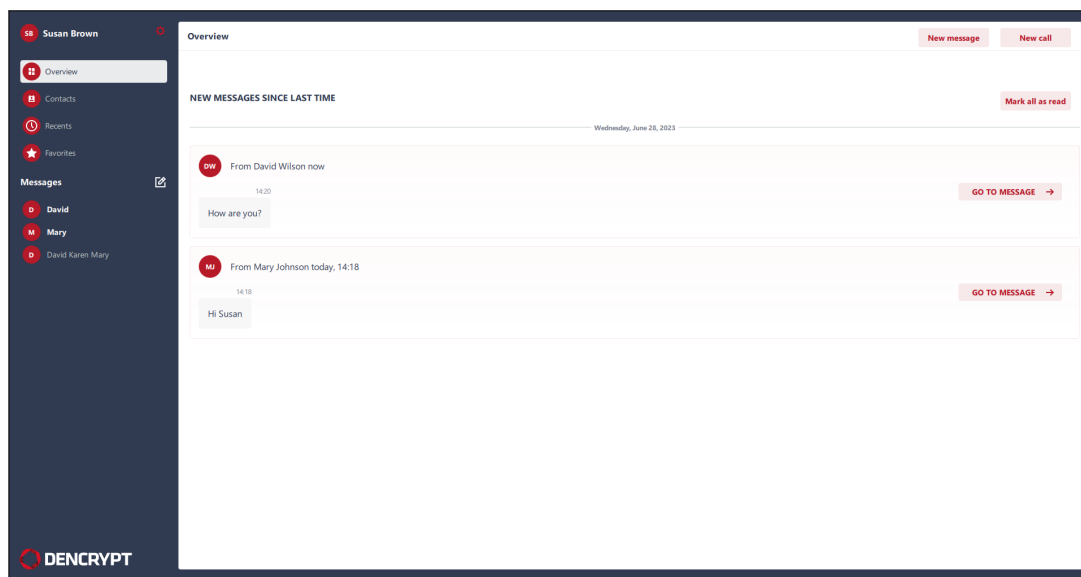 SB Susan Brown
Overview
Contacts
Recents
Favorites
Messages
D David
M Mary
D David Karen Mary
DENCRYPT
Overview
New message
New call
NEW MESSAGES SINCE LAST TIME
Mark all as read
Wednesday, June 28, 2023
DW From David Wilson now
14:20
How are you?
GO TO MESSAGE →
MJ From Mary Johnson today, 14:18
14:18
Hi Susan
GO TO MESSAGE →